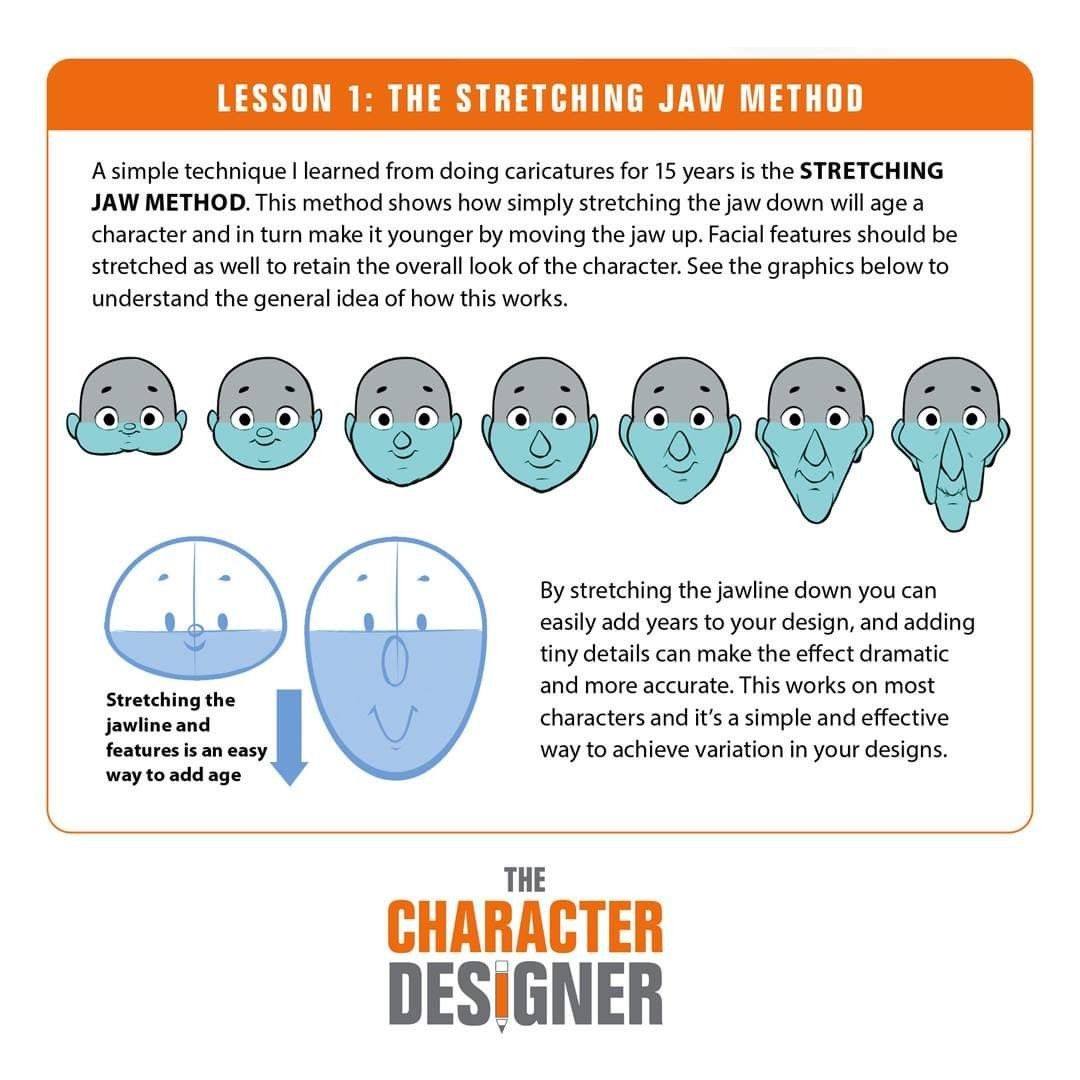 LESSON 1: THE STRETCHING JAW METHOD
A simple technique I learned from doing caricatures for 15 years is the STRETCHING
JAW METHOD. This method shows how simply stretching the jaw down will age a
character and in turn make it younger by moving the jaw up. Facial features should be
stretched as well to retain the overall look of the character. See the graphics below to
understand the general idea of how this works.
Stretching the
jawline and
features is an easy
way to add age
By stretching the jawline down you can
easily add years to your design, and adding
tiny details can make the effect dramatic
and more accurate. This works on most
characters and it’s a simple and effective
way to achieve variation in your designs.
THE
CHARACTER
DESIGNER